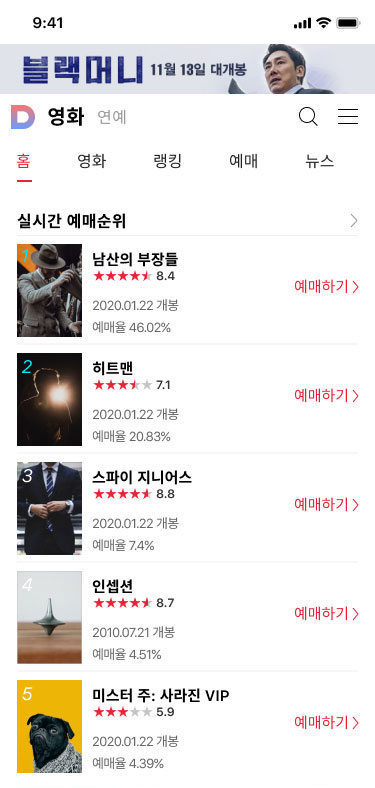 9:41
블랙머니 11월 13일 대개봉
D 영화 연예
홈 영화 랭킹 예매 뉴스
실시간 예매순위
1
남산의 부장들
8.4
2020.01.22 개봉
예매율 46.02%
예매하기
2
히트맨
7.1
2020.01.22 개봉
예매율 20.83%
예매하기
3
스파이 지니어스
8.8
2020.01.22 개봉
예매율 7.4%
예매하기
4
인셉션
8.7
2010.07.21 개봉
예매율 4.51%
예매하기
5
미스터 주: 사라진 VIP
5.9
2020.01.22 개봉
예매율 4.39%
예매하기